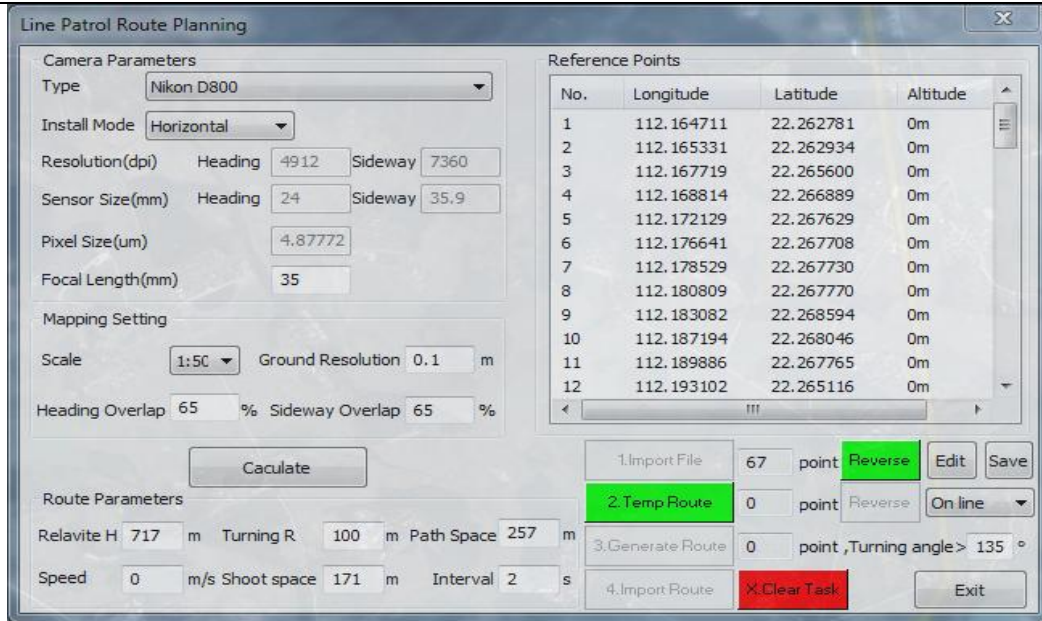 Line Patrol Route Planning
Camera Parameters
Type Nikon D800
Install Mode Horizontal
Resolution(dpi) Heading 4912 Sideway 7360
Sensor Size(mm) Heading 24 Sideway 35.9
Pixel Size(um) 4.87772
Focal Length(mm) 35
Mapping Setting
Scale 1:50 Ground Resolution 0.1 m
Heading Overlap 65 % Sideway Overlap 65 %
Caculate
Route Parameters
Relavite H 717 m Turning R 100 m Path Space 257 m
Speed 0 m/s Shoot space 171 m Interval 2 s
Reference Points
No. Longitude Latitude Altitude
1 112.164711 22.262781 0m
2 112.165331 22.262934 0m
3 112.167719 22.265600 0m
4 112.168814 22.266889 0m
5 112.172129 22.267629 0m
6 112.176641 22.267708 0m
7 112.178529 22.267730 0m
8 112.180809 22.267770 0m
9 112.183082 22.268594 0m
10 112.187194 22.268046 0m
11 112.189886 22.267765 0m
12 112.193102 22.265116 0m
1.Import File 67 point Reverse Edit Save
2.Temp Route 0 point Reverse On line
3.Generate Route 0 point ,Turning angle> 135 °
4.Import Route X.Clear Task Exit